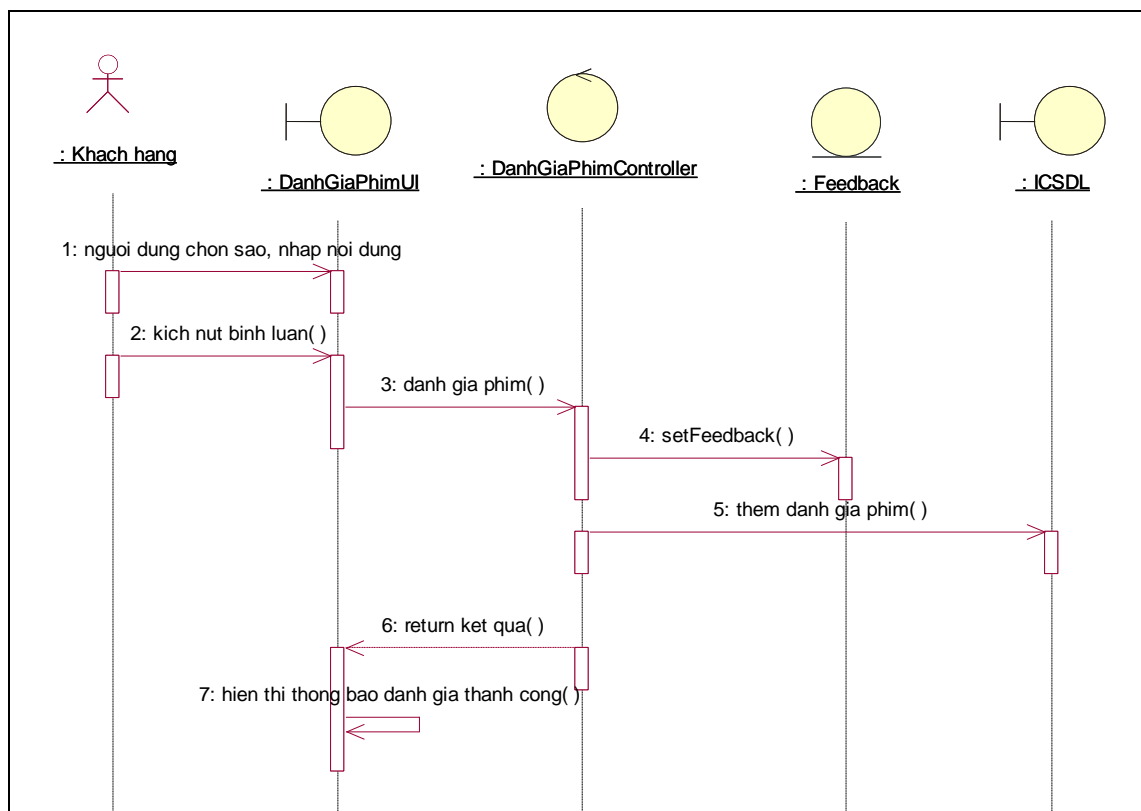 : Khach hang
: DanhGiaPhimUI
: DanhGiaPhimController
: Feedback
: ICSDL
1: nguoi dung chon sao, nhap noi dung
2: kich nut binh luan( )
3: danh gia phim( )
4: setFeedback( )
5: them danh gia phim( )
6: return ket qua( )
7: hien thi thong bao danh gia thanh cong( )